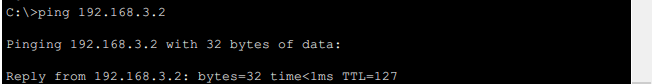 C:\>ping 192.168.3.2
Pinging 192.168.3.2 with 32 bytes of data:
Reply from 192.168.3.2: bytes=32 time<1ms TTL=127